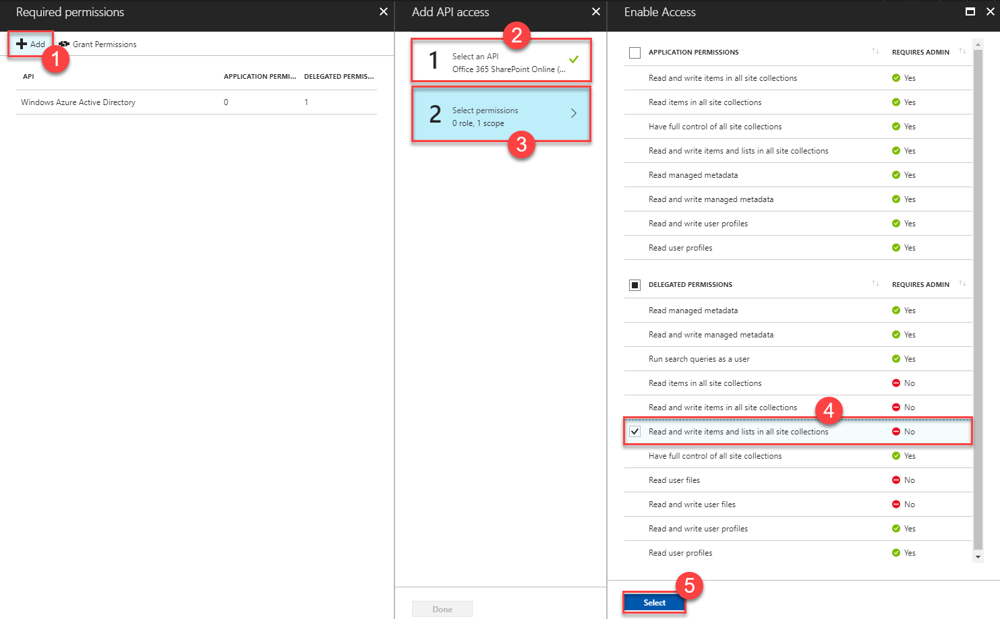 Required permissions
Add
Grant Permissions
1
API
APPLICATION PERMI...
DELEGATED PERMIS...
Windows Azure Active Directory
0
1
Add API access
2
1
Select an API
Office 365 SharePoint Online (...
2
Select permissions
0 role, 1 scope
3
Done
Enable Access
APPLICATION PERMISSIONS
REQUIRES ADMIN
Read and write items in all site collections
Yes
Read items in all site collections
Yes
Have full control of all site collections
Yes
Read and write items and lists in all site collections
Yes
Read managed metadata
Yes
Read and write managed metadata
Yes
Read and write user profiles
Yes
Read user profiles
Yes
DELEGATED PERMISSIONS
REQUIRES ADMIN
Read managed metadata
Yes
Read and write managed metadata
Yes
Run search queries as a user
Yes
Read items in all site collections
No
Read and write items in all site collections
No
4
Read and write items and lists in all site collections
No
Have full control of all site collections
Yes
Read user files
No
Read and write user files
No
Read and write user profiles
Yes
Read user profiles
Yes
5
Select